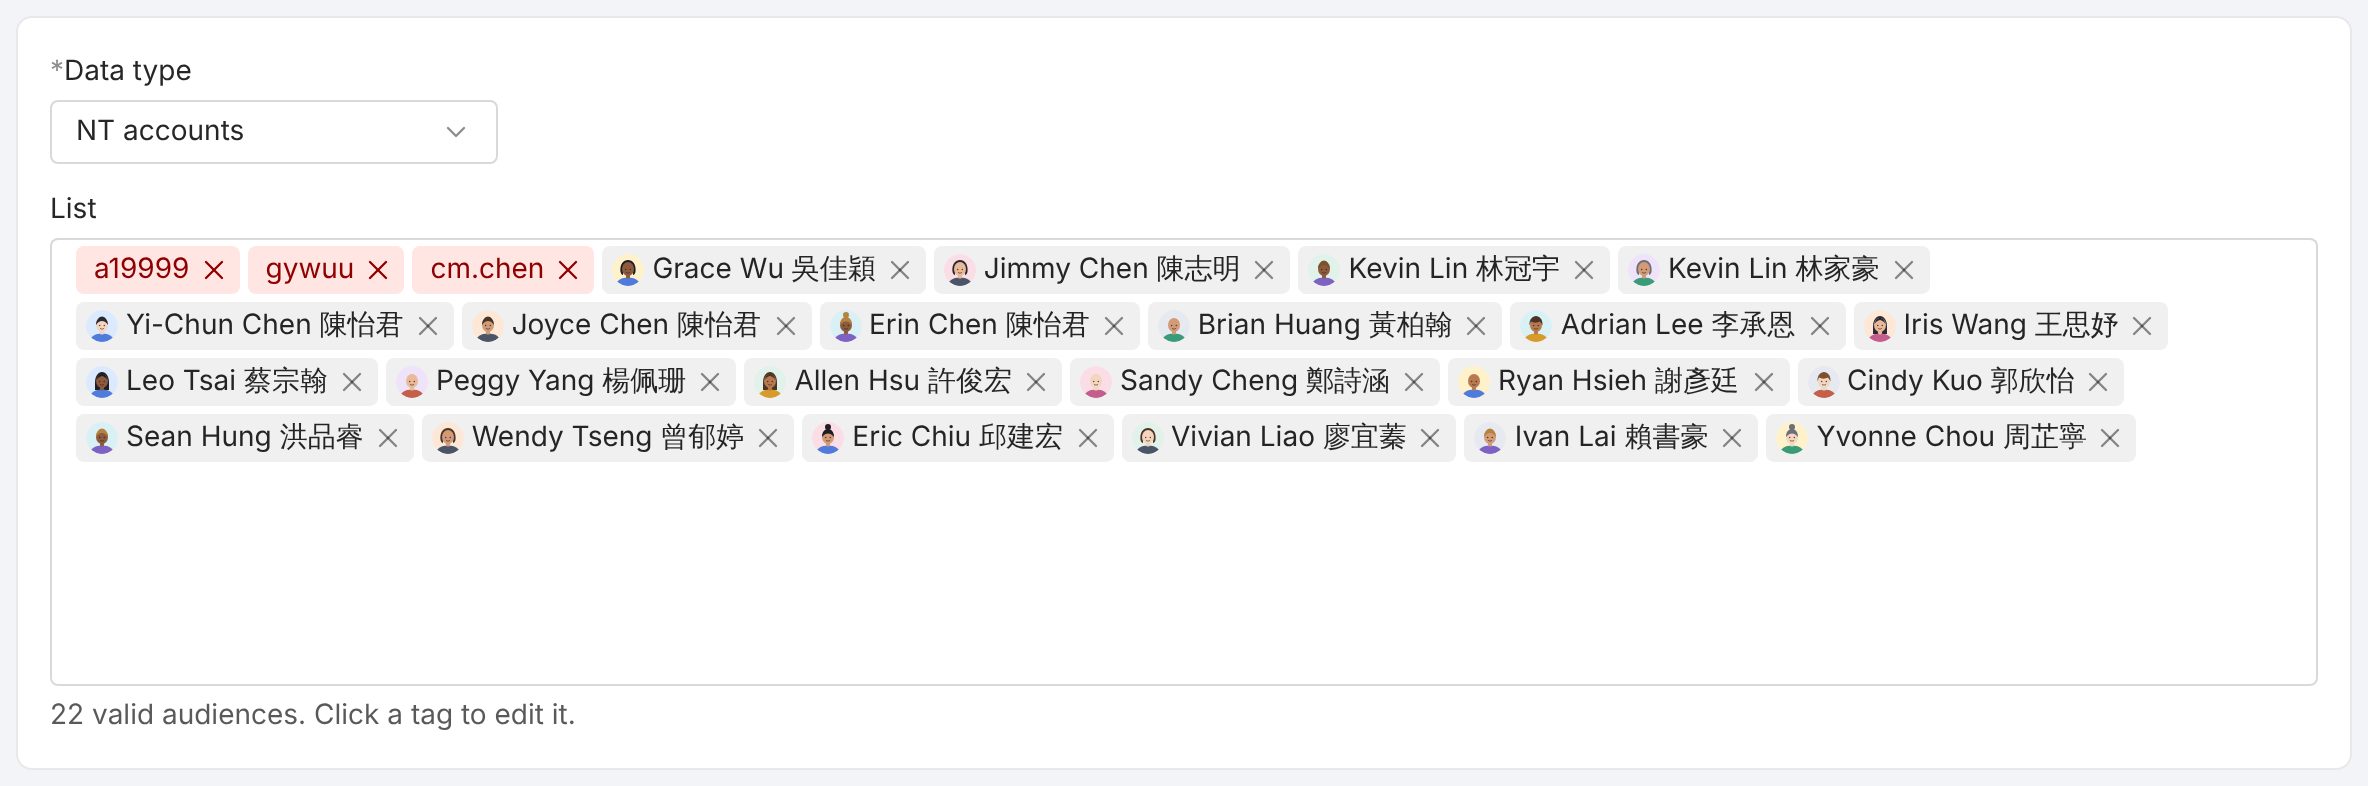 *Data type
NT accounts
List
a19999 gywuu cm.chen Grace Wu 吳佳穎 Jimmy Chen 陳志明 Kevin Lin 林冠宇 Kevin Lin 林家豪
Yi-Chun Chen 陳怡君 Joyce Chen 陳怡君 Erin Chen 陳怡君 Brian Huang 黃柏翰 Adrian Lee 李承恩 Iris Wang 王思妤
Leo Tsai 蔡宗翰 Peggy Yang 楊佩珊 Allen Hsu 許俊宏 Sandy Cheng 鄭詩涵 Ryan Hsieh 謝彥廷 Cindy Kuo 郭欣怡
Sean Hung 洪品睿 Wendy Tseng 曾郁婷 Eric Chiu 邱建宏 Vivian Liao 廖宜蓁 Ivan Lai 賴書豪 Yvonne Chou 周芷寧
22 valid audiences. Click a tag to edit it.